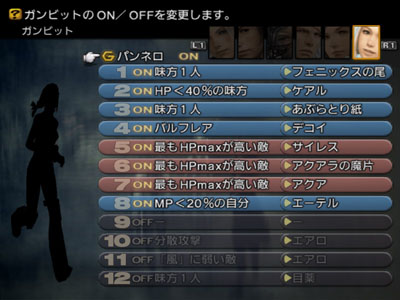 ガンビットのON／OFFを変更します。
ガンビット
L1 R1
G パンネロ ON
1 ON 味方1人 フェニックスの尾
2 ON HP＜40％の味方 ケアル
3 ON 味方1人 あぶらとり紙
4 ON バルフレア デコイ
5 ON 最もHPmaxが高い敵 サイレス
6 ON 最もHPmaxが高い敵 アクアラの魔片
7 ON 最もHPmaxが高い敵 アクア
8 ON MP＜20％の自分 エーテル
9 OFF － －
10 OFF 分散攻撃 エアロ
11 OFF 「風」に弱い敵 エアロ
12 OFF 味方1人 目薬